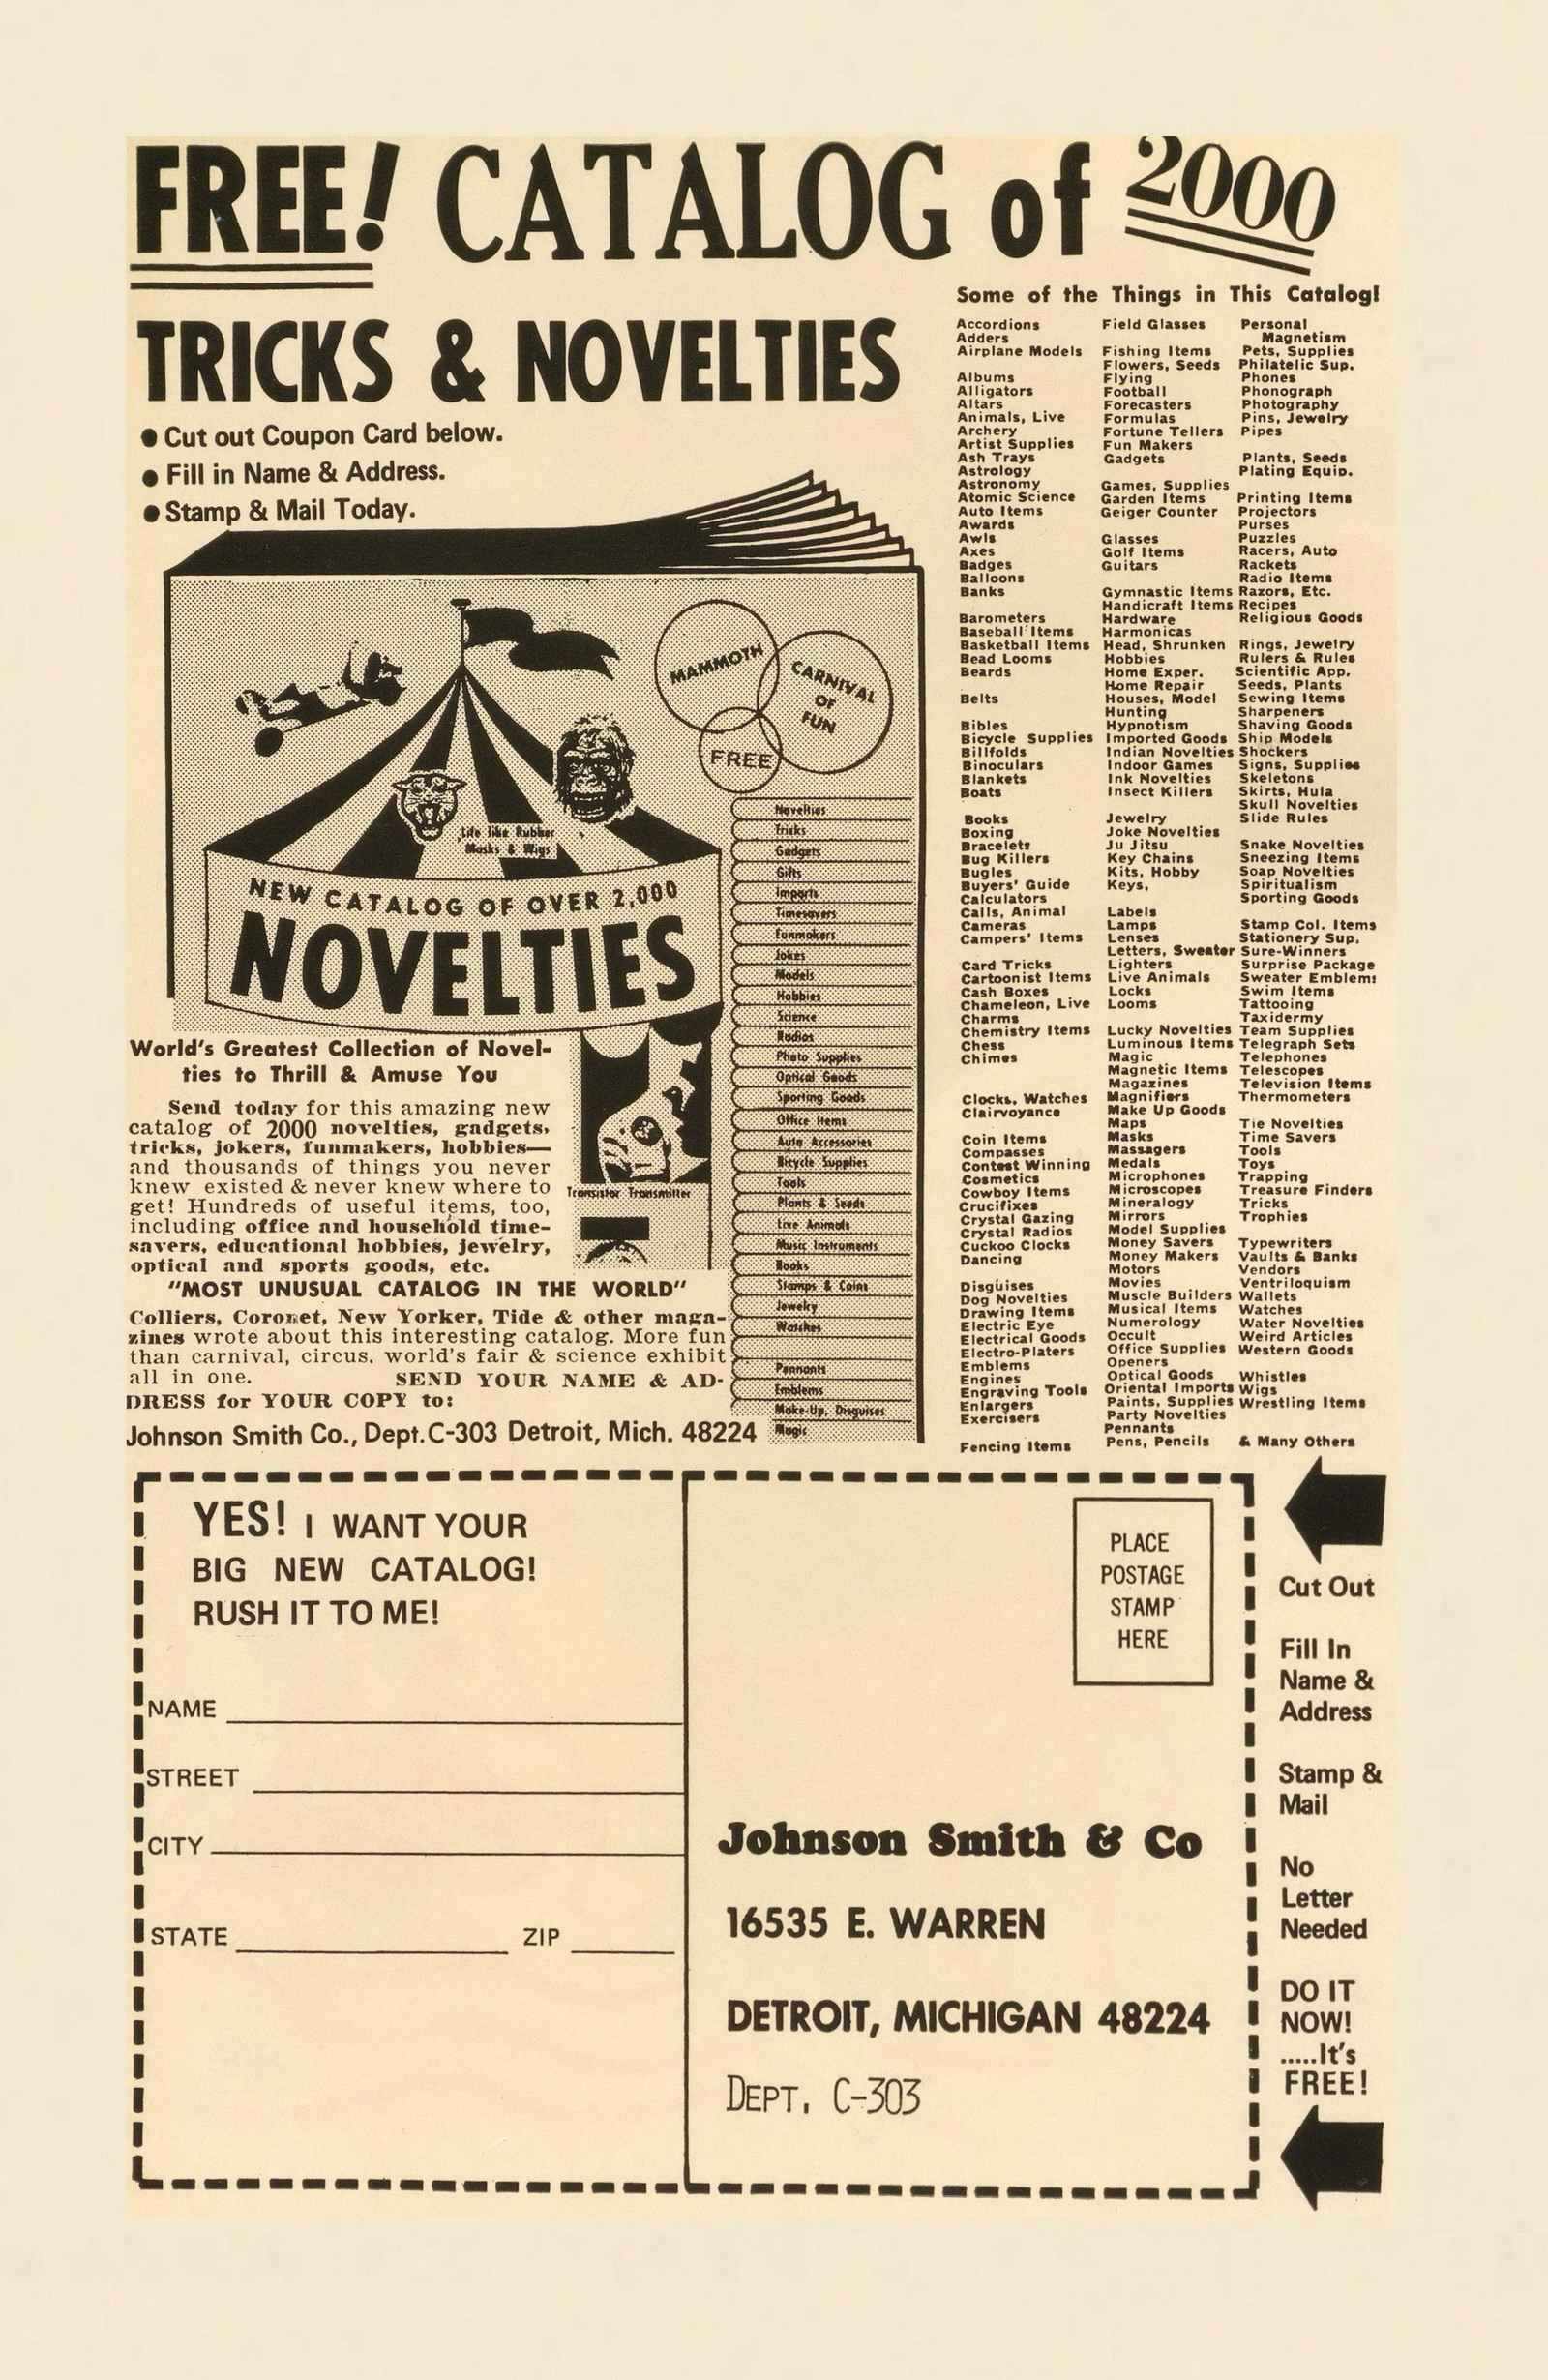 FREE! CATALOG of 2000
TRICKS & NOVELTIES
● Cut out Coupon Card below.
● Fill in Name & Address.
● Stamp & Mail Today.
MAMMOTH
CARNIVAL
OF
FUN
FREE
Life like Rubber
Masks & Wigs
NEW CATALOG OF OVER 2,000
NOVELTIES
Transistor Transmitter
Novelties
Tricks
Gadgets
Gifts
Imports
Timesavers
Funmakers
Jokes
Models
Hobbies
Science
Radios
Photo Supplies
Optical Goods
Sporting Goods
Office Items
Auto Accessories
Bicycle Supplies
Tools
Plants & Seeds
Live Animals
Music Instruments
Books
Stamps & Coins
Jewelry
Watches
Pennants
Emblems
Make-Up, Disguises
Magic
World's Greatest Collection of Novel-
ties to Thrill & Amuse You
Send today for this amazing new
catalog of 2000 novelties, gadgets,
tricks, jokers, funmakers, hobbies—
and thousands of things you never
knew existed & never knew where to
get! Hundreds of useful items, too,
including office and household time-
savers, educational hobbies, jewelry,
optical and sports goods, etc.
"MOST UNUSUAL CATALOG IN THE WORLD"
Colliers, Coronet, New Yorker, Tide & other maga-
zines wrote about this interesting catalog. More fun
than carnival, circus. world's fair & science exhibit
all in one. SEND YOUR NAME & AD-
DRESS for YOUR COPY to:
Johnson Smith Co., Dept.C-303 Detroit, Mich. 48224
Some of the Things in This Catalog!
Accordions
Adders
Airplane Models
Albums
Alligators
Altars
Animals, Live
Archery
Artist Supplies
Ash Trays
Astrology
Astronomy
Atomic Science
Auto Items
Awards
Awls
Axes
Badges
Balloons
Banks
Barometers
Baseball Items
Basketball Items
Bead Looms
Beards
Belts
Bibles
Bicycle Supplies
Billfolds
Binoculars
Blankets
Boats
Books
Boxing
Bracelets
Bug Killers
Bugles
Buyers' Guide
Calculators
Calls, Animal
Cameras
Campers' Items
Card Tricks
Cartoonist Items
Cash Boxes
Chameleon, Live
Charms
Chemistry Items
Chess
Chimes
Clocks, Watches
Clairvoyance
Coin Items
Compasses
Contest Winning
Cosmetics
Cowboy Items
Crucifixes
Crystal Gazing
Crystal Radios
Cuckoo Clocks
Dancing
Disguises
Dog Novelties
Drawing Items
Electric Eye
Electrical Goods
Electro-Platers
Emblems
Engines
Engraving Tools
Enlargers
Exercisers
Fencing Items
Field Glasses
Fishing Items
Flowers, Seeds
Flying
Football
Forecasters
Formulas
Fortune Tellers
Fun Makers
Gadgets
Games, Supplies
Garden Items
Geiger Counter
Glasses
Golf Items
Guitars
Gymnastic Items
Handicraft Items
Hardware
Harmonicas
Head, Shrunken
Hobbies
Home Exper.
Home Repair
Houses, Model
Hunting
Hypnotism
Imported Goods
Indian Novelties
Indoor Games
Ink Novelties
Insect Killers
Jewelry
Joke Novelties
Ju Jitsu
Key Chains
Kits, Hobby
Keys,
Labels
Lamps
Lenses
Letters, Sweater
Lighters
Live Animals
Locks
Looms
Lucky Novelties
Luminous Items
Magic
Magnetic Items
Magazines
Magnifiers
Make Up Goods
Maps
Masks
Massagers
Medals
Microphones
Microscopes
Mineralogy
Mirrors
Model Supplies
Money Savers
Money Makers
Motors
Movies
Muscle Builders
Musical Items
Numerology
Occult
Office Supplies
Openers
Optical Goods
Oriental Imports
Paints, Supplies
Party Novelties
Pennants
Pens, Pencils
Personal
Magnetism
Pets, Supplies
Philatelic Sup.
Phones
Phonograph
Photography
Pins, Jewelry
Pipes
Plants, Seeds
Plating Equip.
Printing Items
Projectors
Purses
Puzzles
Racers, Auto
Rackets
Radio Items
Razors, Etc.
Recipes
Religious Goods
Rings, Jewelry
Rulers & Rules
Scientific App.
Seeds, Plants
Sewing Items
Sharpeners
Shaving Goods
Ship Models
Shockers
Signs, Supplies
Skeletons
Skirts, Hula
Skull Novelties
Slide Rules
Snake Novelties
Sneezing Items
Soap Novelties
Spiritualism
Sporting Goods
Stamp Col. Items
Stationery Sup.
Sure-Winners
Surprise Package
Sweater Emblems
Swim Items
Tattooing
Taxidermy
Team Supplies
Telegraph Sets
Telephones
Telescopes
Television Items
Thermometers
Tie Novelties
Time Savers
Tools
Toys
Trapping
Treasure Finders
Tricks
Trophies
Typewriters
Vaults & Banks
Vendors
Ventriloquism
Wallets
Watches
Water Novelties
Weird Articles
Western Goods
Whistles
Wigs
Wrestling Items
& Many Others
YES! I WANT YOUR
BIG NEW CATALOG!
RUSH IT TO ME!
NAME
STREET
CITY
STATE ZIP
PLACE
POSTAGE
STAMP
HERE
Johnson Smith & Co
16535 E. WARREN
DETROIT, MICHIGAN 48224
DEPT. C-303
Cut Out
Fill In
Name &
Address
Stamp &
Mail
No
Letter
Needed
DO IT
NOW!
.....It's
FREE!